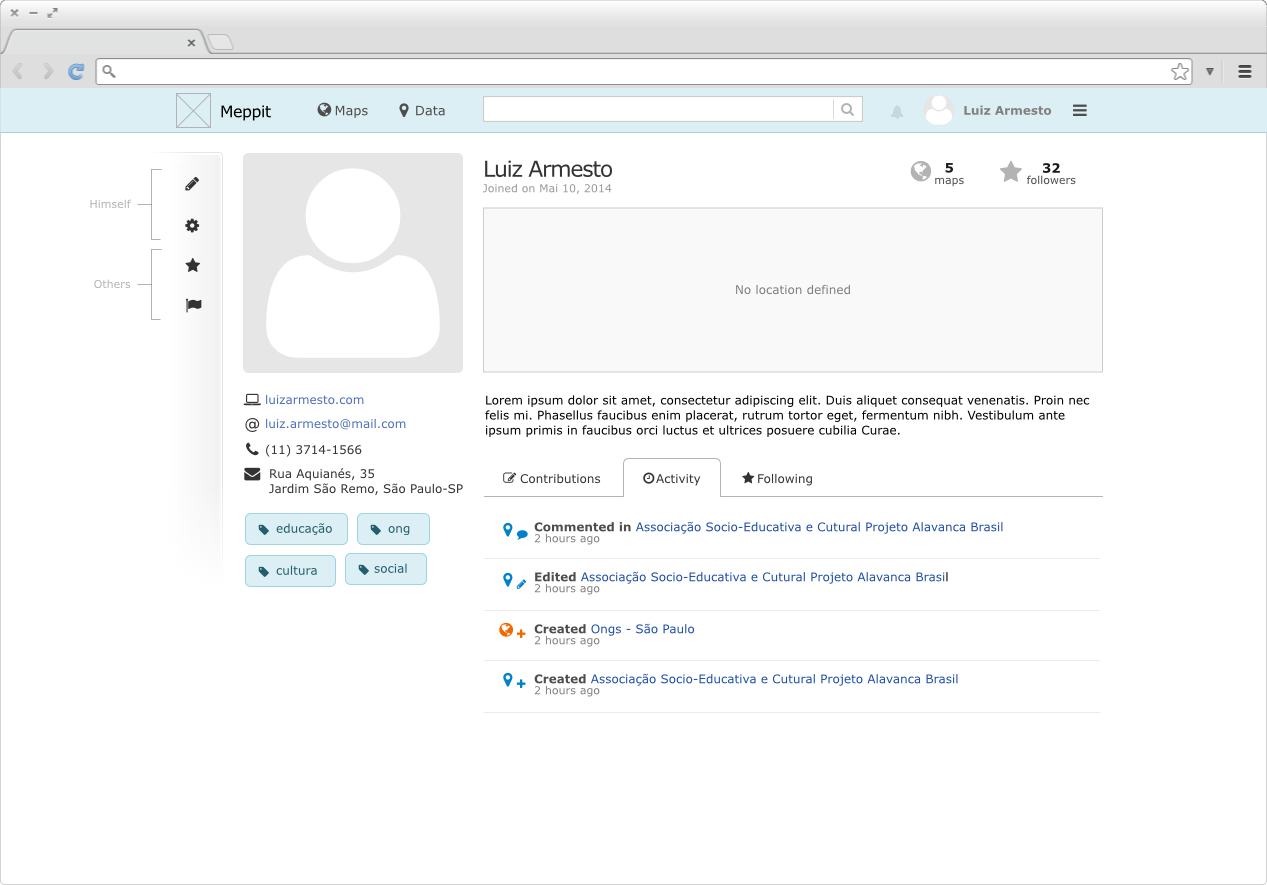 Meppit
Maps
Data
Luiz Armesto
Himself
Others
Luiz Armesto
Joined on Mai 10, 2014
5
maps
32
followers
No location defined
luizarmesto.com
luiz.armesto@mail.com
(11) 3714-1566
Rua Aquianés, 35
Jardim São Remo, São Paulo-SP
educação
ong
cultura
social
Lorem ipsum dolor sit amet, consectetur adipiscing elit. Duis aliquet consequat venenatis. Proin nec
felis mi. Phasellus faucibus enim placerat, rutrum tortor eget, fermentum nibh. Vestibulum ante
ipsum primis in faucibus orci luctus et ultrices posuere cubilia Curae.
Contributions
Activity
Following
Commented in Associação Socio-Educativa e Cutural Projeto Alavanca Brasil
2 hours ago
Edited Associação Socio-Educativa e Cutural Projeto Alavanca Brasil
2 hours ago
Created Ongs - São Paulo
2 hours ago
Created Associação Socio-Educativa e Cutural Projeto Alavanca Brasil
2 hours ago